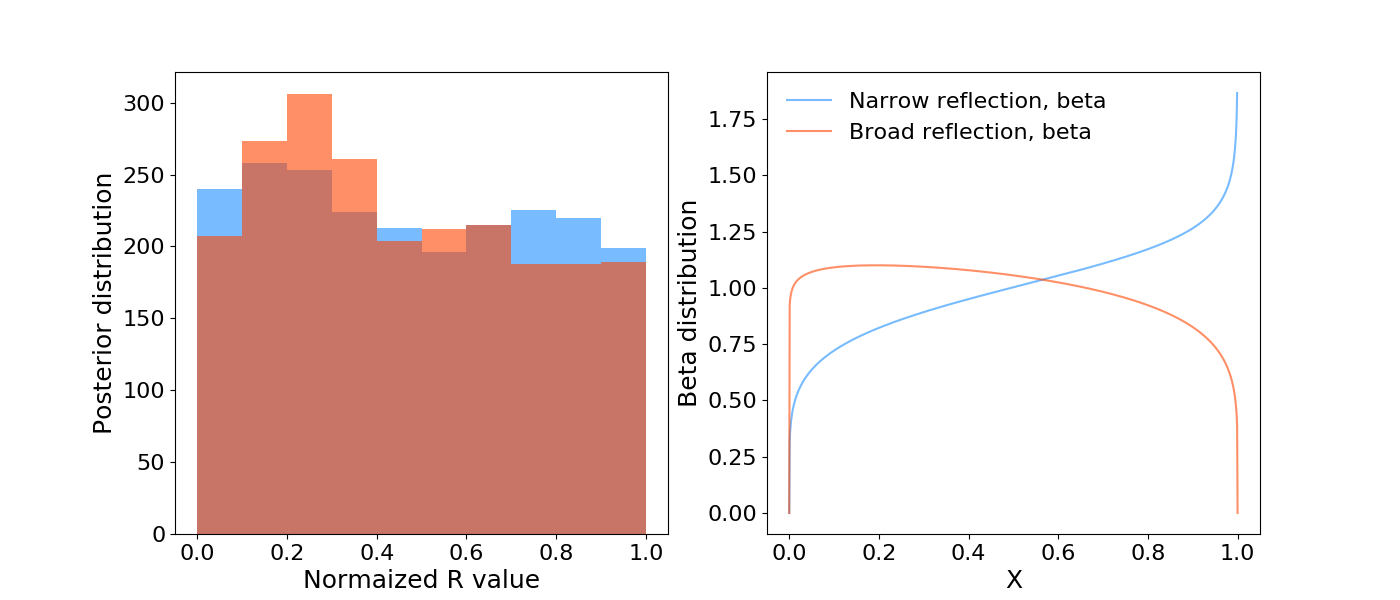 Posterior distribution
300
250
200
150
100
50
0
0.0 0.2 0.4 0.6 0.8 1.0
Normaized R value
Beta distribution
1.75
1.50
1.25
1.00
0.75
0.50
0.25
0.00
Narrow reflection, beta
Broad reflection, beta
0.0 0.2 0.4 0.6 0.8 1.0
X